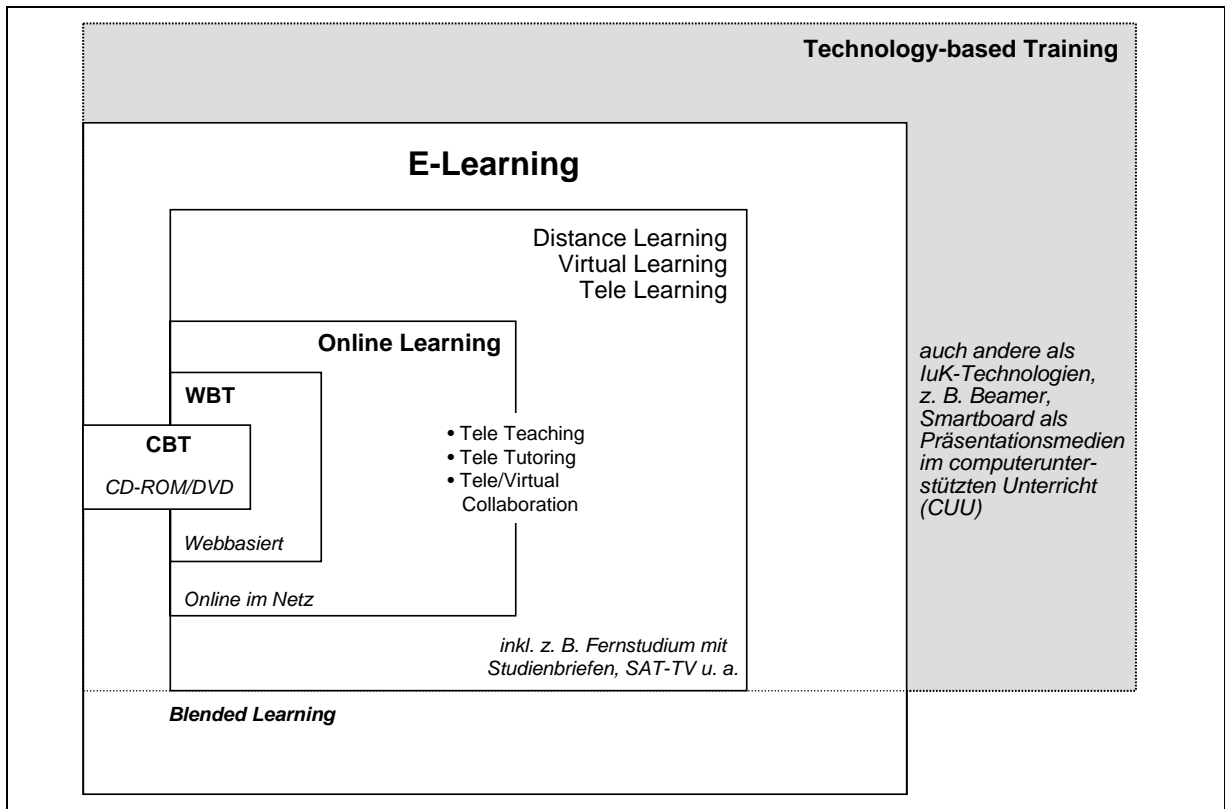 Technology-based Training
E-Learning
Distance Learning
Virtual Learning
Tele Learning
Online Learning
WBT
CBT
CD-ROM/DVD
Webbasiert
Online im Netz
• Tele Teaching
• Tele Tutoring
• Tele/Virtual
Collaboration
inkl. z. B. Fernstudium mit
Studienbriefen, SAT-TV u. a.
auch andere als
IuK-Technologien,
z. B. Beamer,
Smartboard als
Präsentationsmedien
im computerunter-
stützten Unterricht
(CUU)
Blended Learning